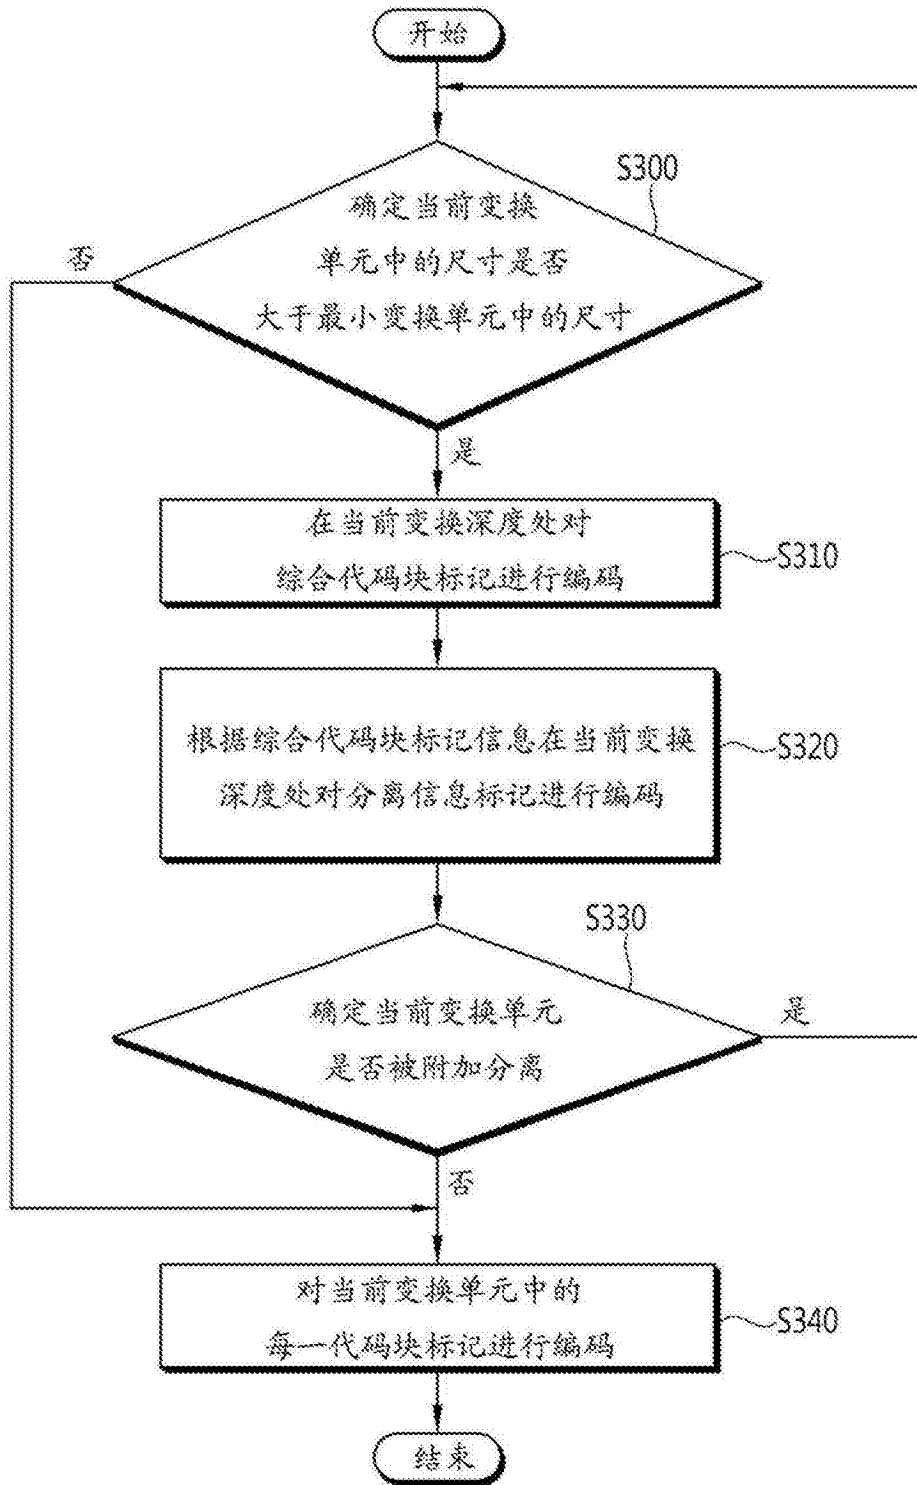 开始
S300
确定当前变换
单元中的尺寸是否
大于最小变换单元中的尺寸
否
是
在当前变换深度处对
综合代码块标记进行编码
S310
根据综合代码块标记信息在当前变换
深度处对分离信息标记进行编码
S320
S330
确定当前变换单元
是否被附加分离
是
否
对当前变换单元中的
每一代码块标记进行编码
S340
结束